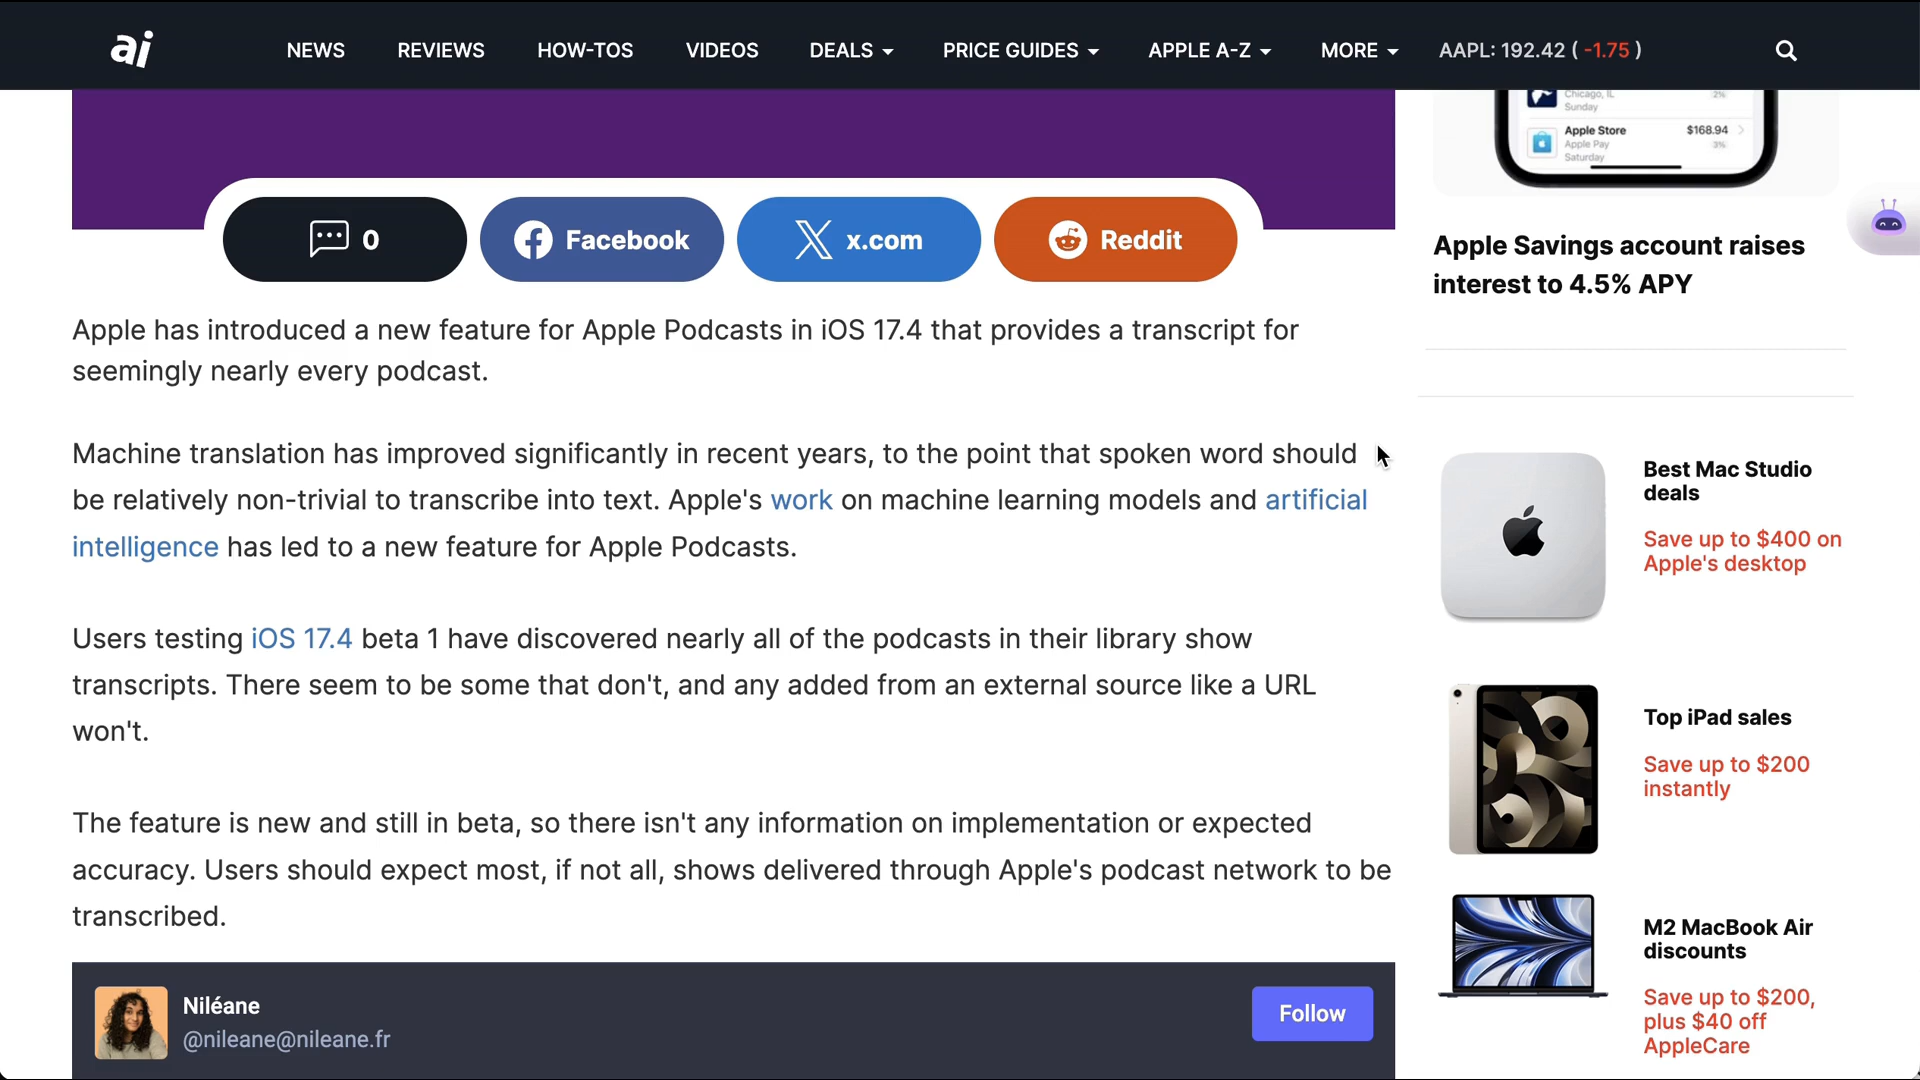 ai
NEWS
REVIEWS
HOW-TOS
VIDEOS
DEALS
PRICE GUIDES
APPLE A-Z
MORE
AAPL: 192.42 ( -1.75 )
0
Facebook
x.com
Reddit
Apple has introduced a new feature for Apple Podcasts in iOS 17.4 that provides a transcript for
seemingly nearly every podcast.
Machine translation has improved significantly in recent years, to the point that spoken word should
be relatively non-trivial to transcribe into text. Apple's work on machine learning models and artificial
intelligence has led to a new feature for Apple Podcasts.
Users testing iOS 17.4 beta 1 have discovered nearly all of the podcasts in their library show
transcripts. There seem to be some that don't, and any added from an external source like a URL
won't.
The feature is new and still in beta, so there isn't any information on implementation or expected
accuracy. Users should expect most, if not all, shows delivered through Apple's podcast network to be
transcribed.
Niléane
@nileane@nileane.fr
Follow
Chicago, IL
2%
Sunday
Apple Store
$168.94
Apple Pay
3%
Saturday
Apple Savings account raises
interest to 4.5% APY
Best Mac Studio
deals
Save up to $400 on
Apple's desktop
Top iPad sales
Save up to $200
instantly
M2 MacBook Air
discounts
Save up to $200,
plus $40 off
AppleCare